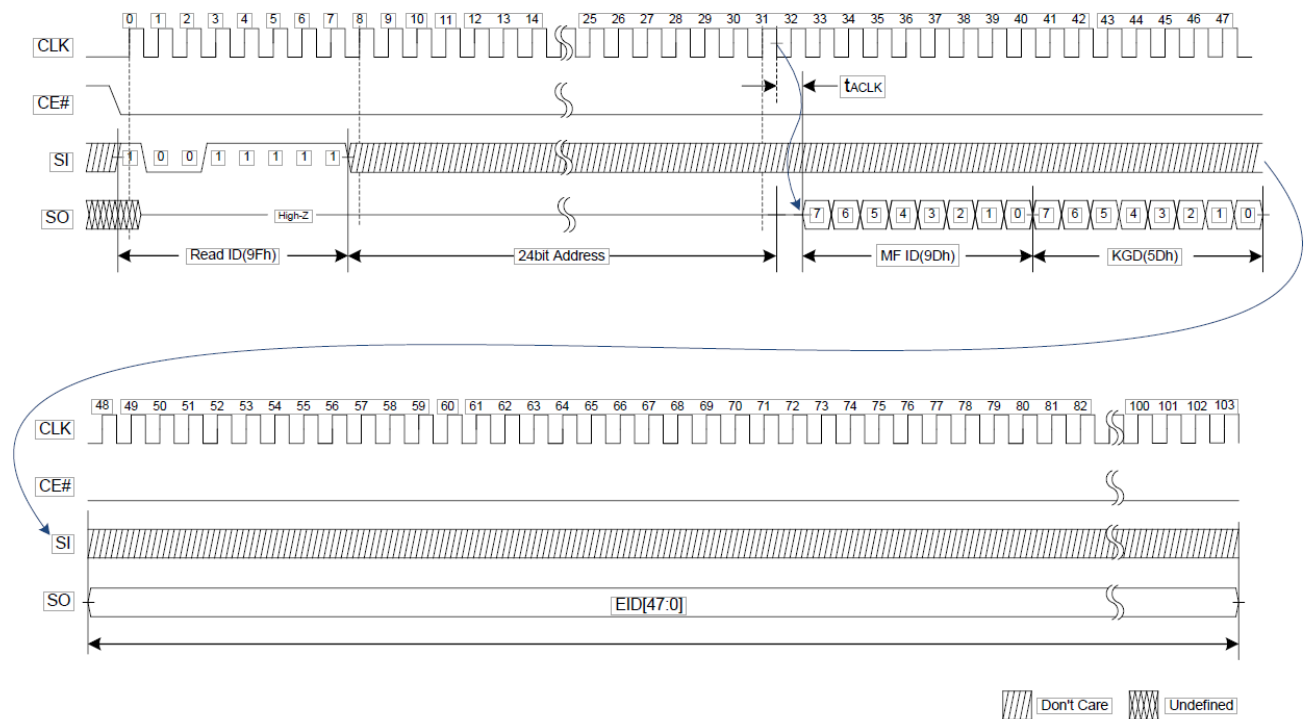 0 1 2 3 4 5 6 7 8 9 10 11 12 13 14 25 26 27 28 29 30 31 32 33 34 35 36 37 38 39 40 41 42 43 44 45 46 47
CLK
CE# tACLK
SI 1 0 0 1 1 1 1 1
SO High-Z 7 6 5 4 3 2 1 0 7 6 5 4 3 2 1 0
Read ID(9Fh) 24bit Address MF ID(9Dh) KGD(5Dh)
48 49 50 51 52 53 54 55 56 57 58 59 60 61 62 63 64 65 66 67 68 69 70 71 72 73 74 75 76 77 78 79 80 81 82 100 101 102 103
CLK
CE#
SI
SO EID[47:0]
Don't Care Undefined